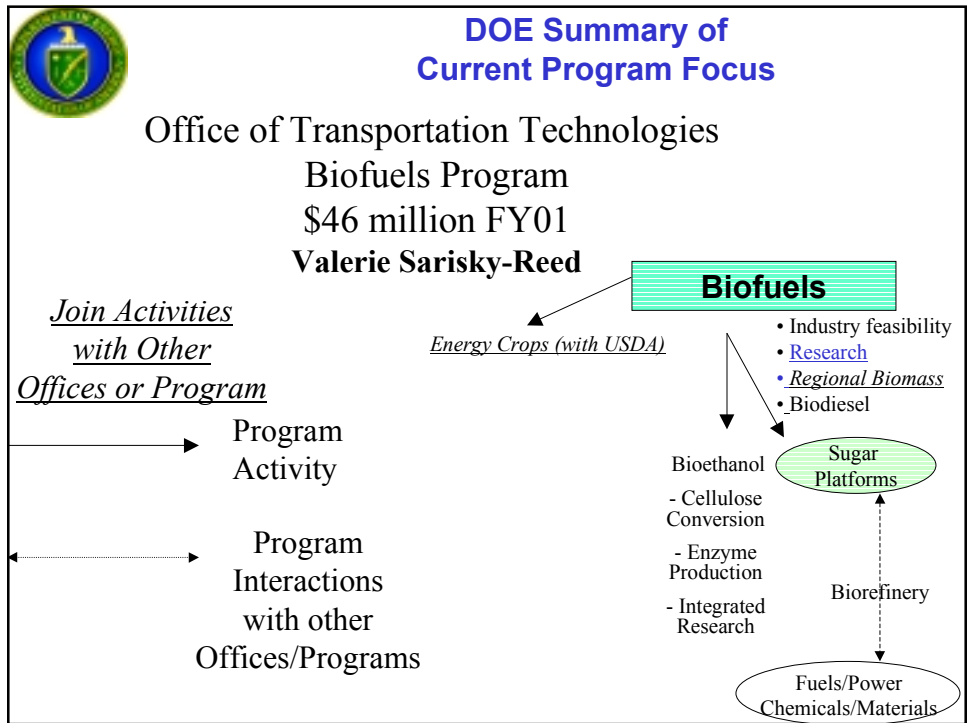 DOE Summary of
Current Program Focus
Office of Transportation Technologies
Biofuels Program
$46 million FY01
Valerie Sarisky-Reed
Join Activities
with Other
Offices or Program
Program
Activity
Program
Interactions
with other
Offices/Programs
Biofuels
Energy Crops (with USDA)
• Industry feasibility
• Research
• Regional Biomass
• Biodiesel
Bioethanol
- Cellulose
Conversion
- Enzyme
Production
- Integrated
Research
Sugar
Platforms
Biorefinery
Fuels/Power
Chemicals/Materials